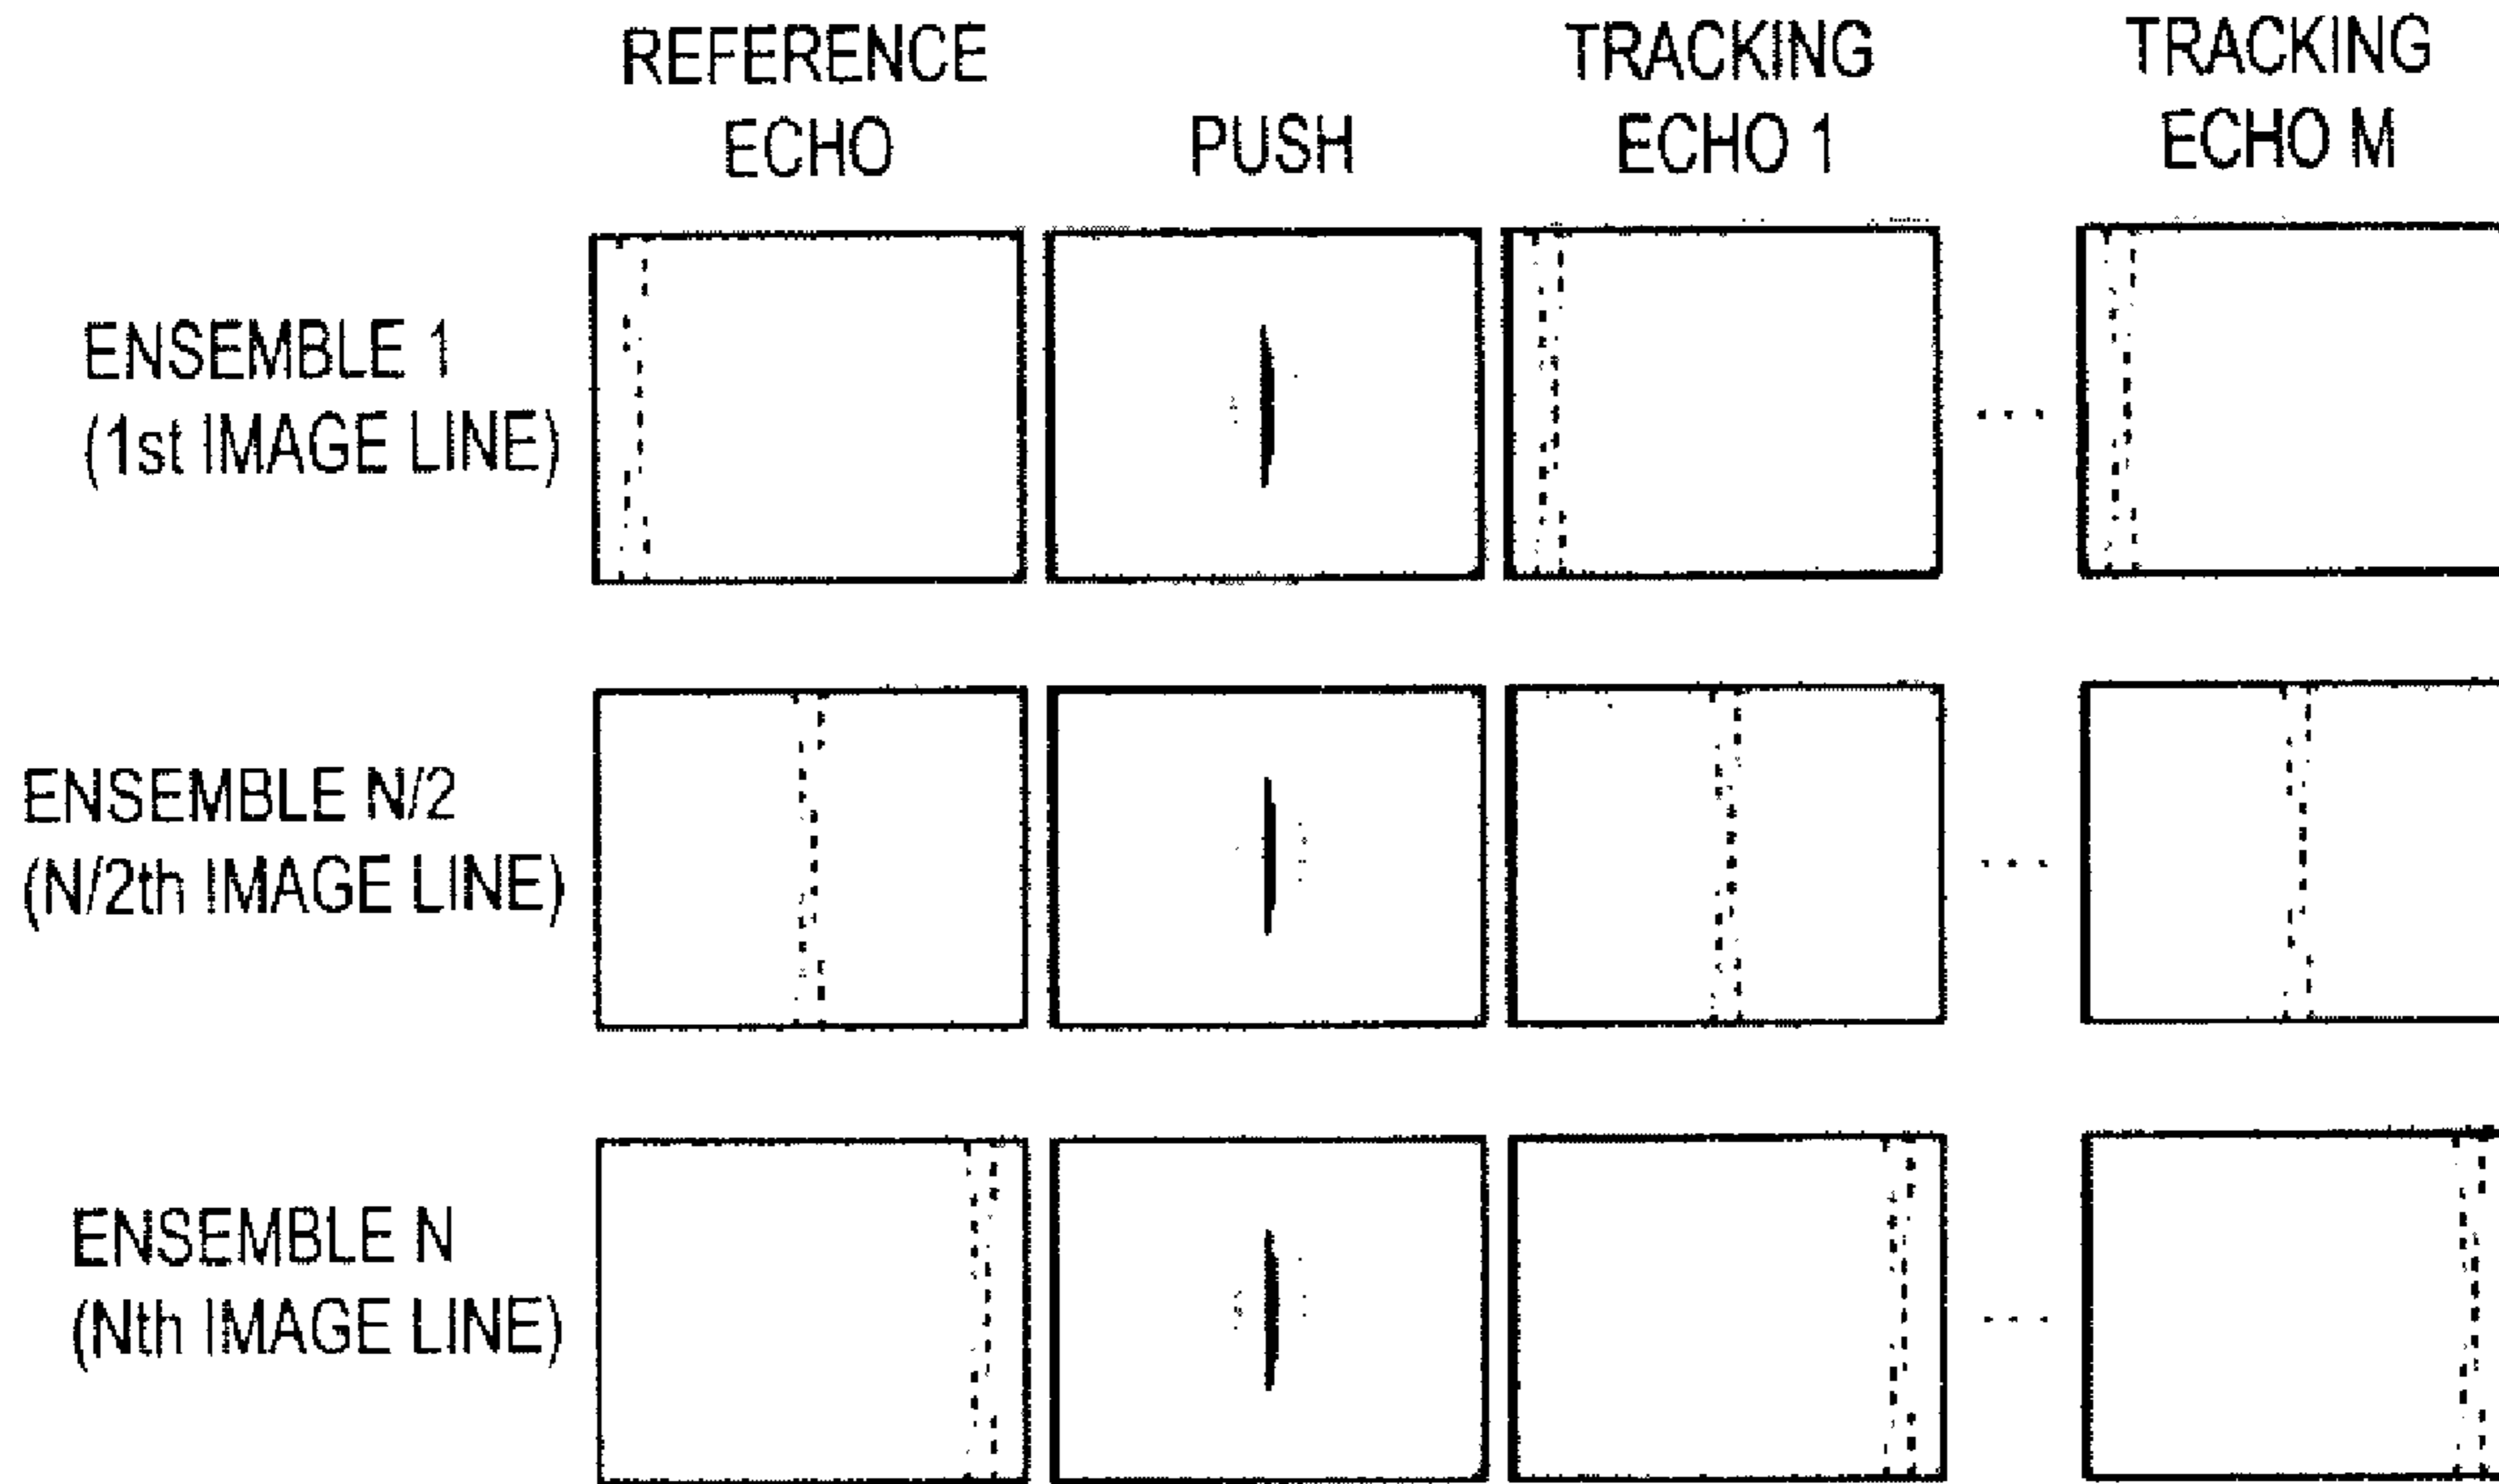 REFERENCE
ECHO
PUSH
TRACKING
ECHO 1
TRACKING
ECHO M
ENSEMBLE 1
(1st IMAGE LINE)
...
ENSEMBLE N/2
(N/2th IMAGE LINE)
...
ENSEMBLE N
(Nth IMAGE LINE)
...